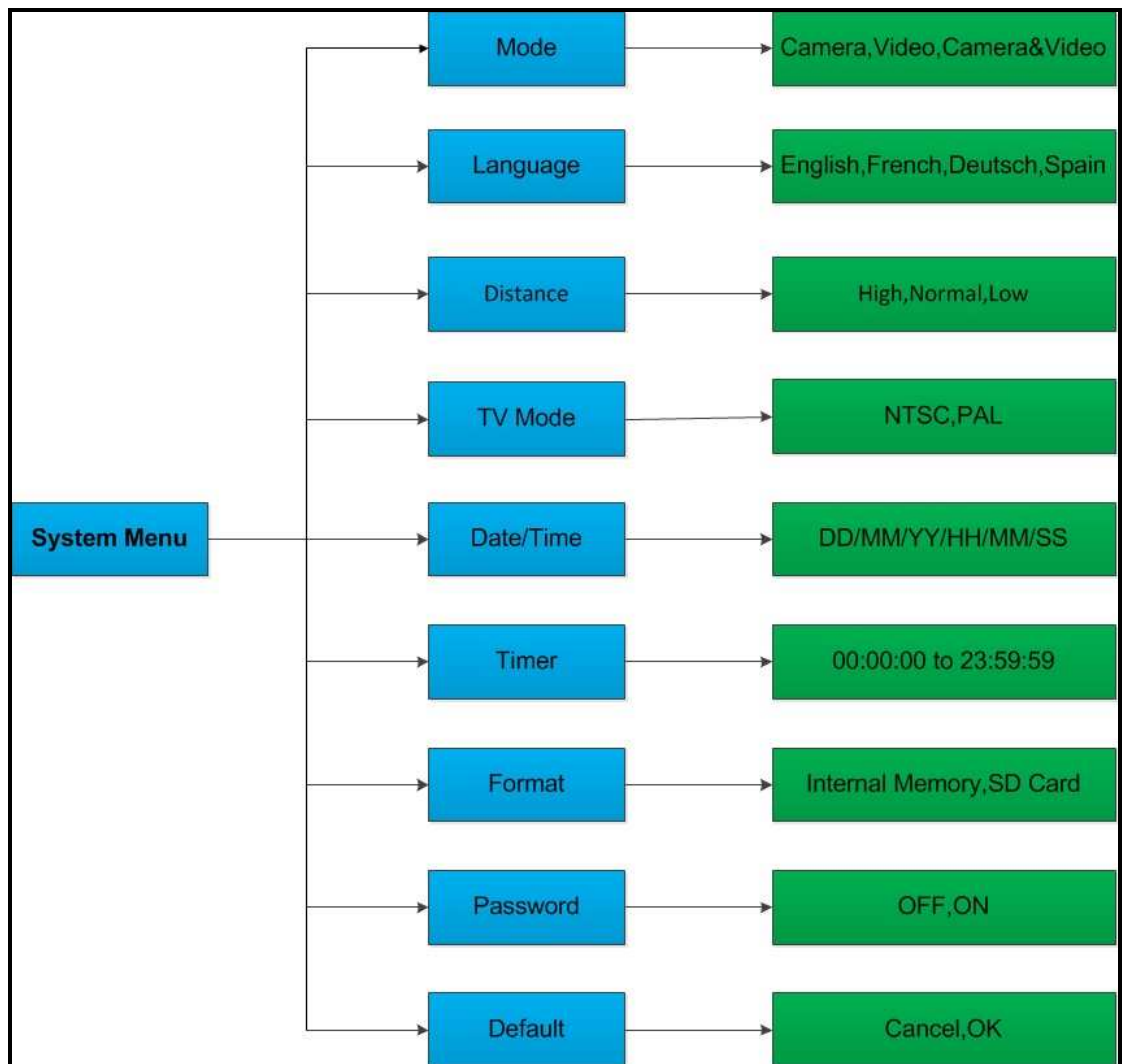 Mode
Camera,Video,Camera&Video
Language
English,French,Deutsch,Spain
Distance
High,Normal,Low
TV Mode
NTSC,PAL
System Menu
Date/Time
DD/MM/YY/HH/MM/SS
Timer
00:00:00 to 23:59:59
Format
Internal Memory,SD Card
Password
OFF,ON
Default
Cancel,OK